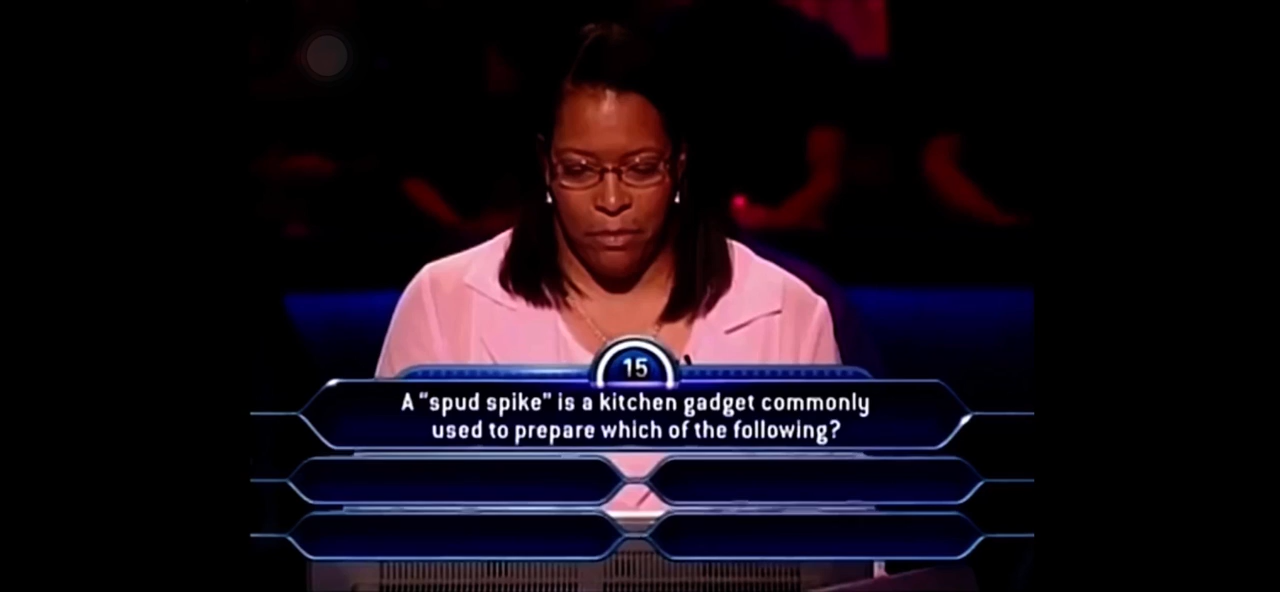 15
A “spud spike” is a kitchen gadget commonly
used to prepare which of the following?